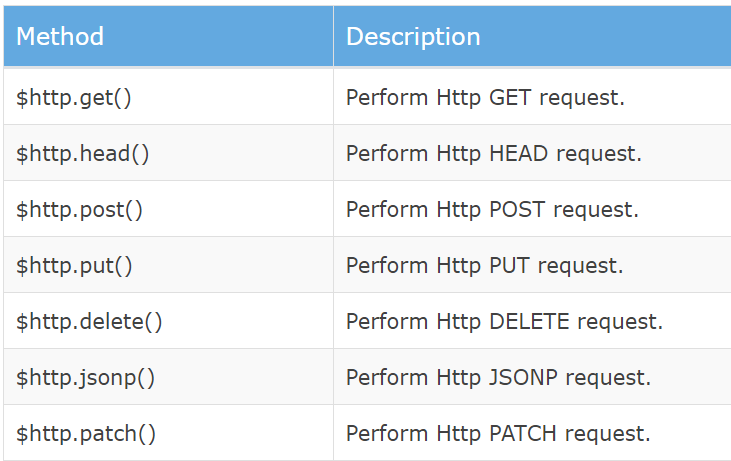 Method Description
$http.get() Perform Http GET request.
$http.head() Perform Http HEAD request.
$http.post() Perform Http POST request.
$http.put() Perform Http PUT request.
$http.delete() Perform Http DELETE request.
$http.jsonp() Perform Http JSONP request.
$http.patch() Perform Http PATCH request.